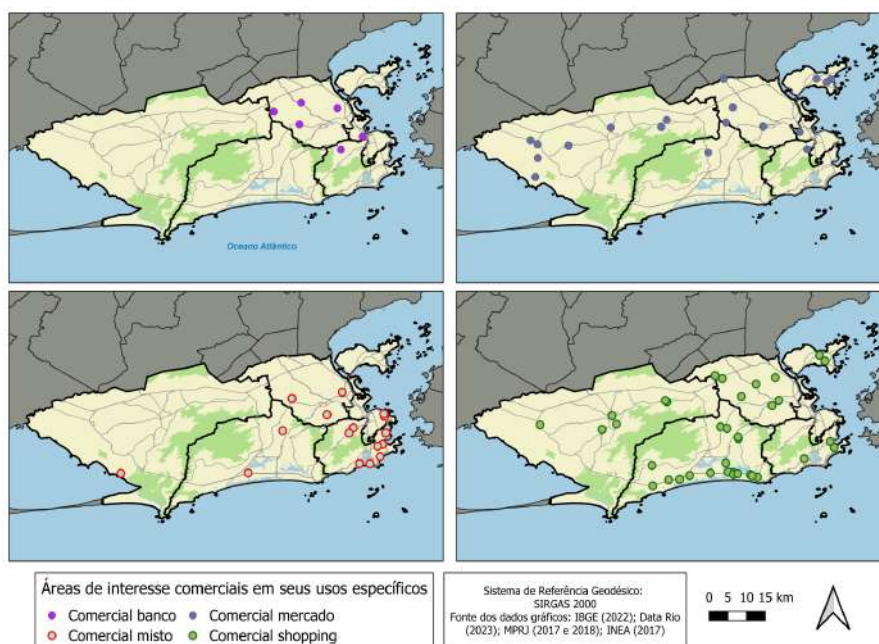 Oceano Atlântico
Áreas de interesse comerciais em seus usos específicos
Comercial banco
Comercial mercado
Comercial misto
Comercial shopping
Sistema de Referência Geodésico:
SIRGAS 2000
Fonte dos dados gráficos: IBGE (2022); Data Rio
(2023); MPRJ (2017 e 2018); INEA (2017)
0 5 10 15 km